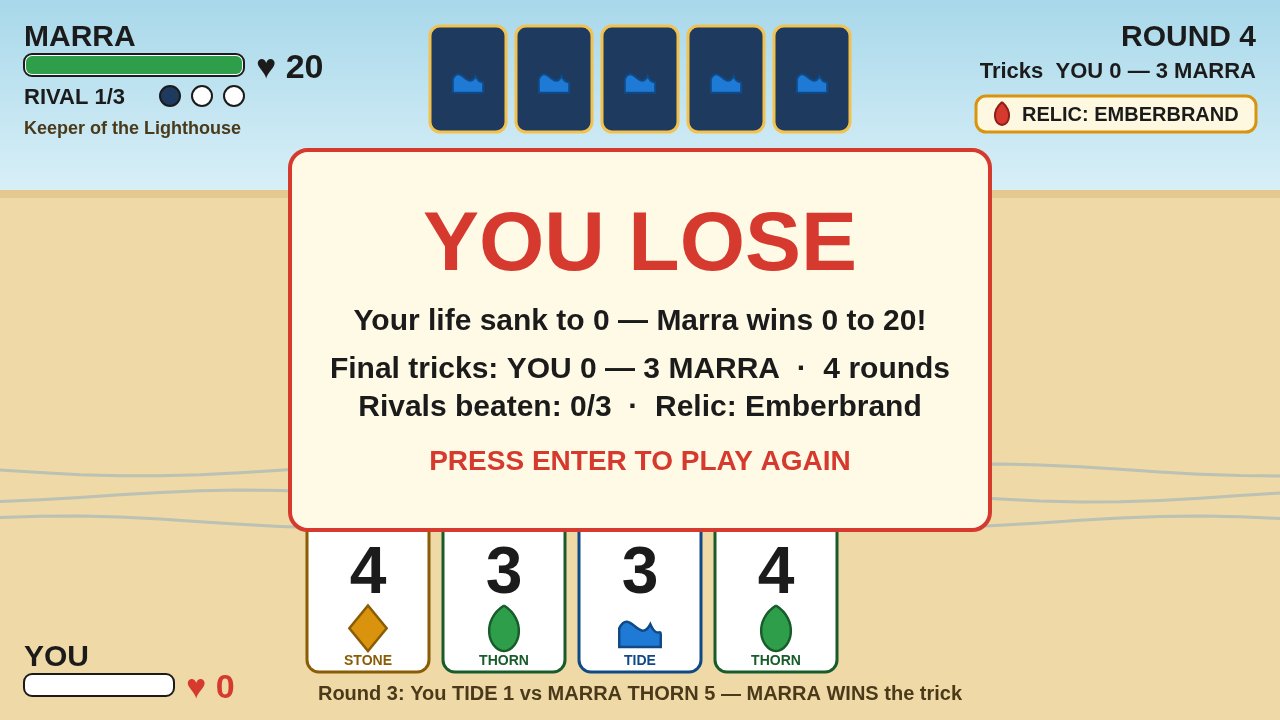 MARRA
♥ 20
RIVAL 1/3
Keeper of the Lighthouse
ROUND 4
Tricks YOU 0 — 3 MARRA
RELIC: EMBERBRAND
YOU LOSE
Your life sank to 0 — Marra wins 0 to 20!
Final tricks: YOU 0 — 3 MARRA · 4 rounds
Rivals beaten: 0/3 · Relic: Emberbrand
PRESS ENTER TO PLAY AGAIN
4 3 3 4
STONE THORN TIDE THORN
YOU
♥ 0
Round 3: You TIDE 1 vs MARRA THORN 5 — MARRA WINS the trick